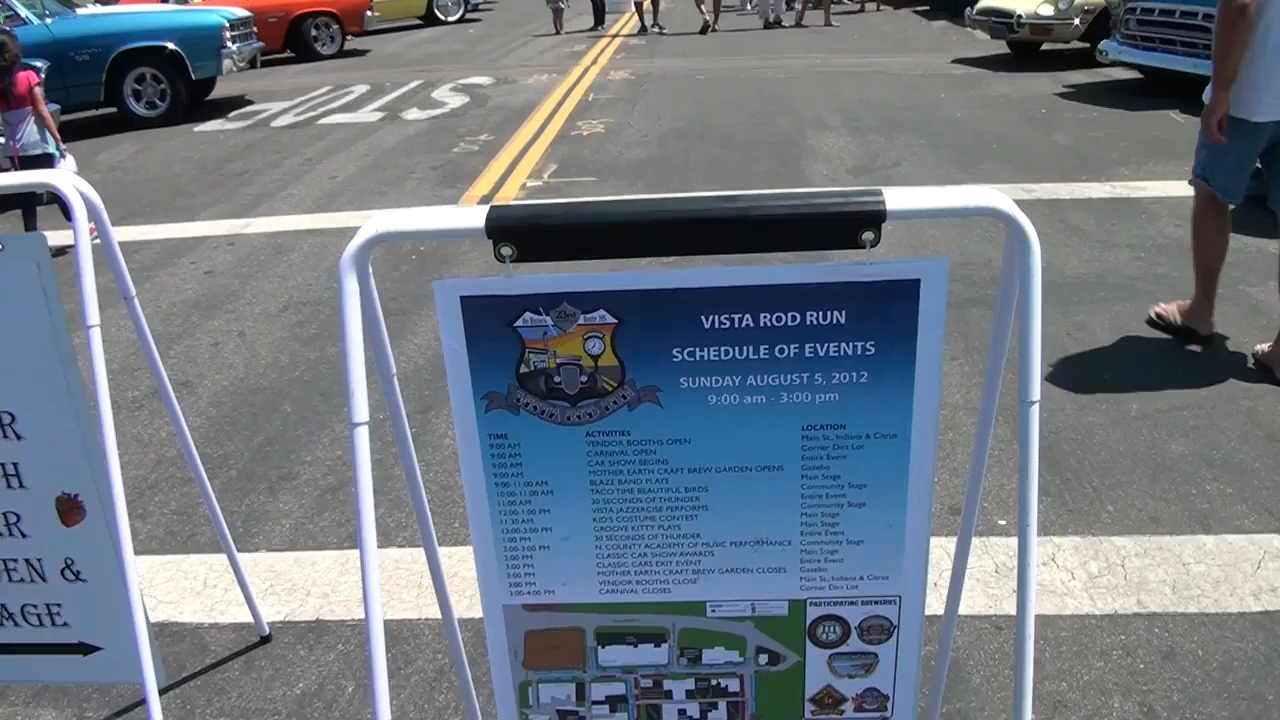 STOP
On Historic Route 395
VISTA ROD RUN
VISTA ROD RUN
SCHEDULE OF EVENTS
SUNDAY AUGUST 5, 2012
9:00 am - 3:00 pm
TIME ACTIVITIES LOCATION
9:00 AM VENDOR BOOTHS OPEN Main St., Indiana & Citrus
9:00 AM CARNIVAL OPEN Corner Dirt Lot
9:00 AM CAR SHOW BEGINS Entire Event
9:00 AM MOTHER EARTH CRAFT BREW GARDEN OPENS Gazebo
9:00-11:00 AM BLAZE BAND PLAYS Main Stage
10:00-11:00 AM TACO TIME BEAUTIFUL BIRDS Community Stage
11:00 AM 30 SECONDS OF THUNDER Entire Event
12:00-1:00 PM VISTA JAZZERCISE PERFORMS Community Stage
11:30 AM KID'S COSTUME CONTEST Main Stage
12:00-2:00 PM GROOVE KITTY PLAYS Main Stage
1:00 PM 30 SECONDS OF THUNDER Entire Event
2:00-3:00 PM N. COUNTY ACADEMY OF MUSIC PERFORMANCE Community Stage
2:00 PM CLASSIC CAR SHOW AWARDS Main Stage
3:00 PM CLASSIC CARS EXIT EVENT Entire Event
3:00 PM MOTHER EARTH CRAFT BREW GARDEN CLOSES Gazebo
3:00 PM VENDOR BOOTHS CLOSE Main St., Indiana & Citrus
3:00-4:00 PM CARNIVAL CLOSES Corner Dirt Lot
PARTICIPATING BREWERIES
R
H
R
EN &
AGE